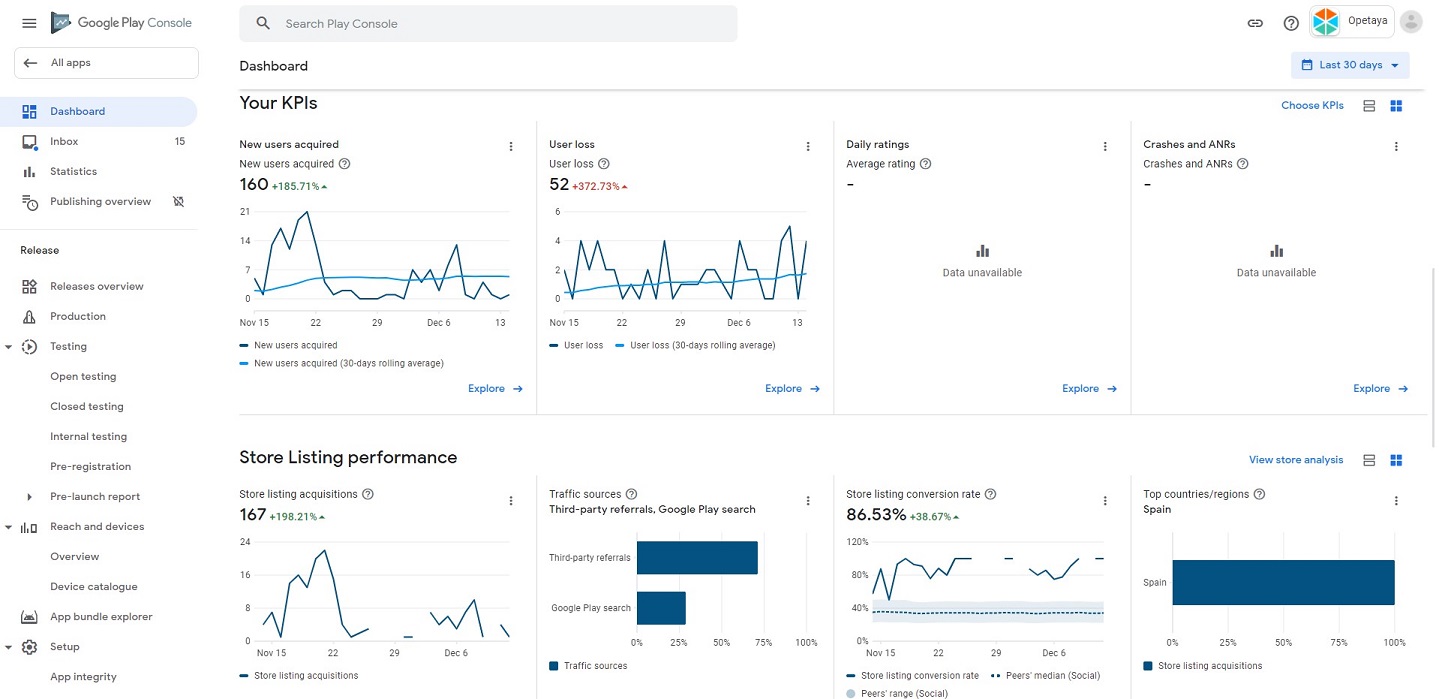 Google Play Console
Search Play Console
Opetaya
All apps
Dashboard
Last 30 days
Dashboard
Inbox 15
Statistics
Publishing overview
Release
Releases overview
Production
Testing
Open testing
Closed testing
Internal testing
Pre-registration
Pre-launch report
Reach and devices
Overview
Device catalogue
App bundle explorer
Setup
App integrity
Your KPIs
Choose KPIs
New users acquired
New users acquired
160 +185.71%
21
14
7
0
Nov 15 22 29 Dec 6 13
New users acquired
New users acquired (30-days rolling average)
Explore
User loss
User loss
52 +372.73%
6
4
2
0
Nov 15 22 29 Dec 6 13
User loss User loss (30-days rolling average)
Explore
Daily ratings
Average rating
-
Data unavailable
Explore
Crashes and ANRs
Crashes and ANRs
-
Data unavailable
Explore
Store Listing performance
View store analysis
Store listing acquisitions
167 +198.21%
24
16
8
0
Nov 15 22 29 Dec 6
Store listing acquisitions
Traffic sources
Third-party referrals, Google Play search
Third-party referrals
Google Play search
0% 25% 50% 75% 100%
Traffic sources
Store listing conversion rate
86.53% +38.67%
120%
80%
40%
0%
Nov 15 22 29 Dec 6
Store listing conversion rate Peers' median (Social)
Peers' range (Social)
Top countries/regions
Spain
Spain
0% 25% 50% 75% 100%
Store listing acquisitions